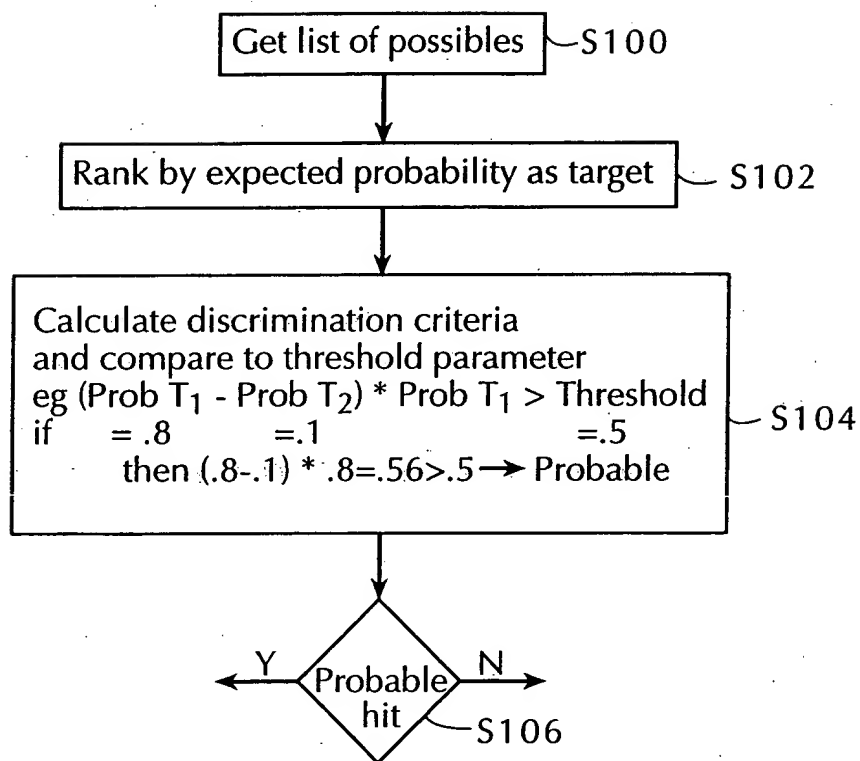 Get list of possibles S100
Rank by expected probability as target S102
Calculate discrimination criteria
and compare to threshold parameter
eg (Prob T1 - Prob T2) * Prob T1 > Threshold
if = .8 =.1 =.5 S104
then (.8-.1) * .8=.56>.5→ Probable
Y Probable N
hit S106